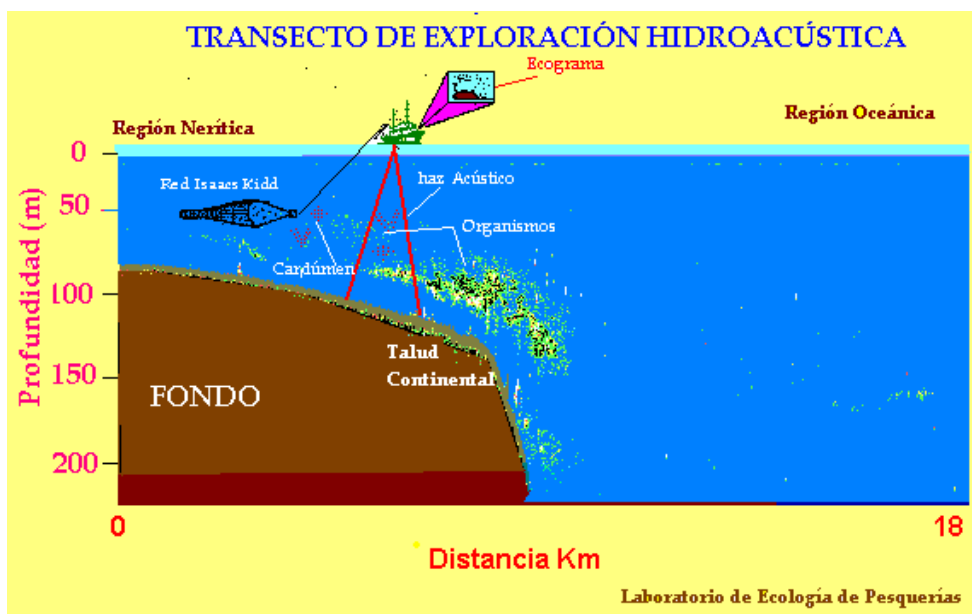 TRANSECTO DE EXPLORACIÓN HIDROACÚSTICA
Ecograma
Región Nerítica
Región Oceánica
0
Red Isaacs Kidd
haz Acústico
50
Organismos
Cardúmen
100
Profundidad (m)
Talud
Continental
150
FONDO
200
0
18
Distancia Km
Laboratorio de Ecología de Pesquerías